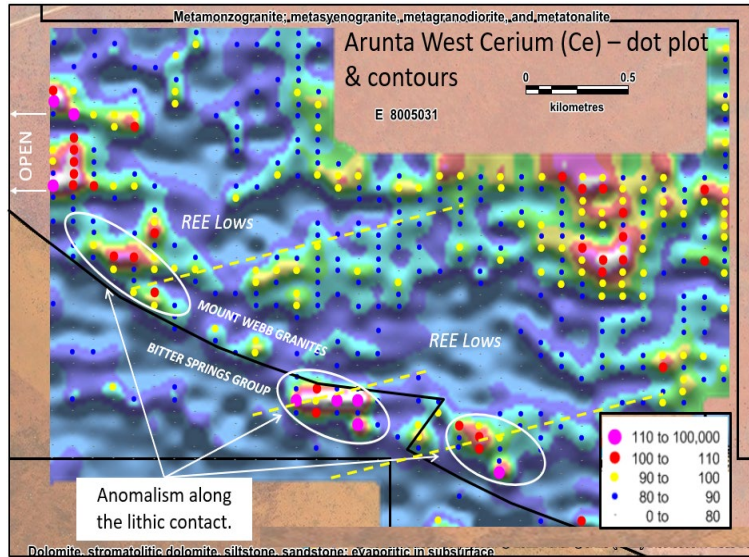 Metamonzogranite; metasyenogranite, metagranodiorite, and metatonalite
Arunta West Cerium (Ce) – dot plot
& contours
0 0.5
kilometres
E 8005031
OPEN
REE Lows
MOUNT WEBB GRANITES
REE Lows
BITTER SPRINGS GROUP
Anomalism along
the lithic contact.
110 to 100,000
100 to 110
90 to 100
80 to 90
0 to 80
Dolomite, stromatolitic dolomite, siltstone, sandstone; evaporitic in subsurface